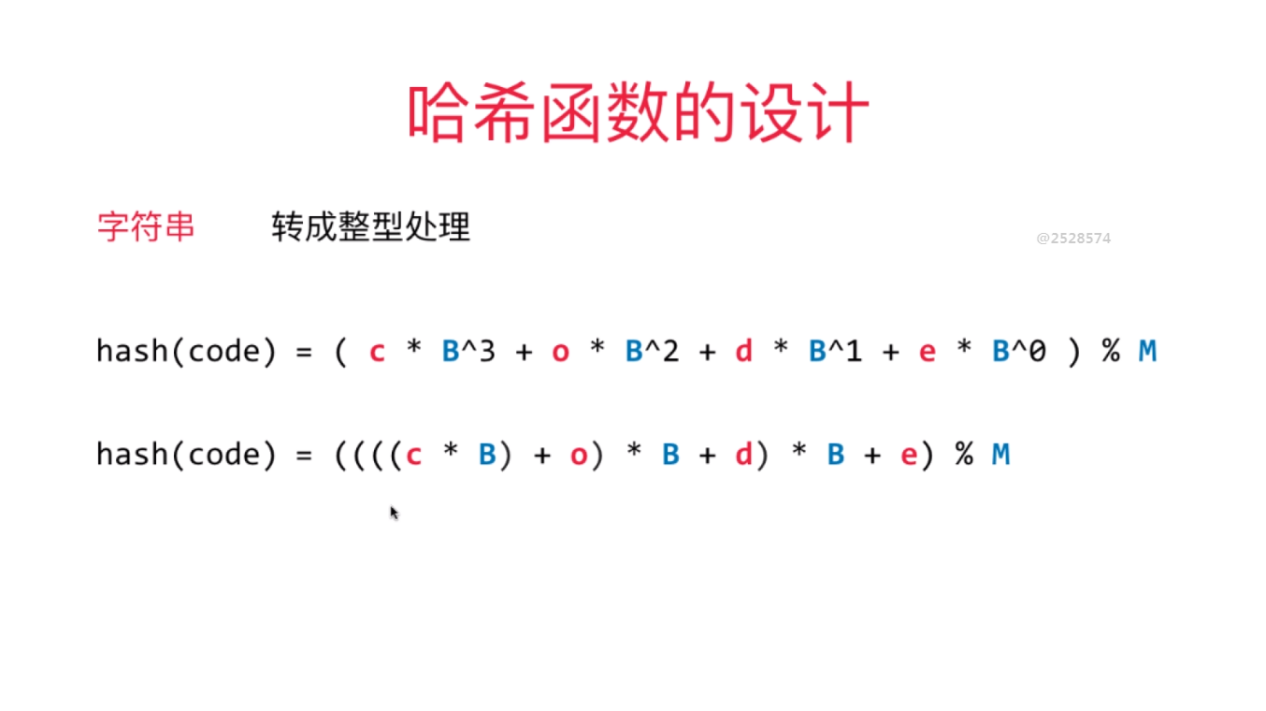 哈希函数的设计
字符串 转成整型处理
@2528574
hash(code) = ( c * B^3 + o * B^2 + d * B^1 + e * B^0 ) % M
hash(code) = ((((c * B) + o) * B + d) * B + e) % M